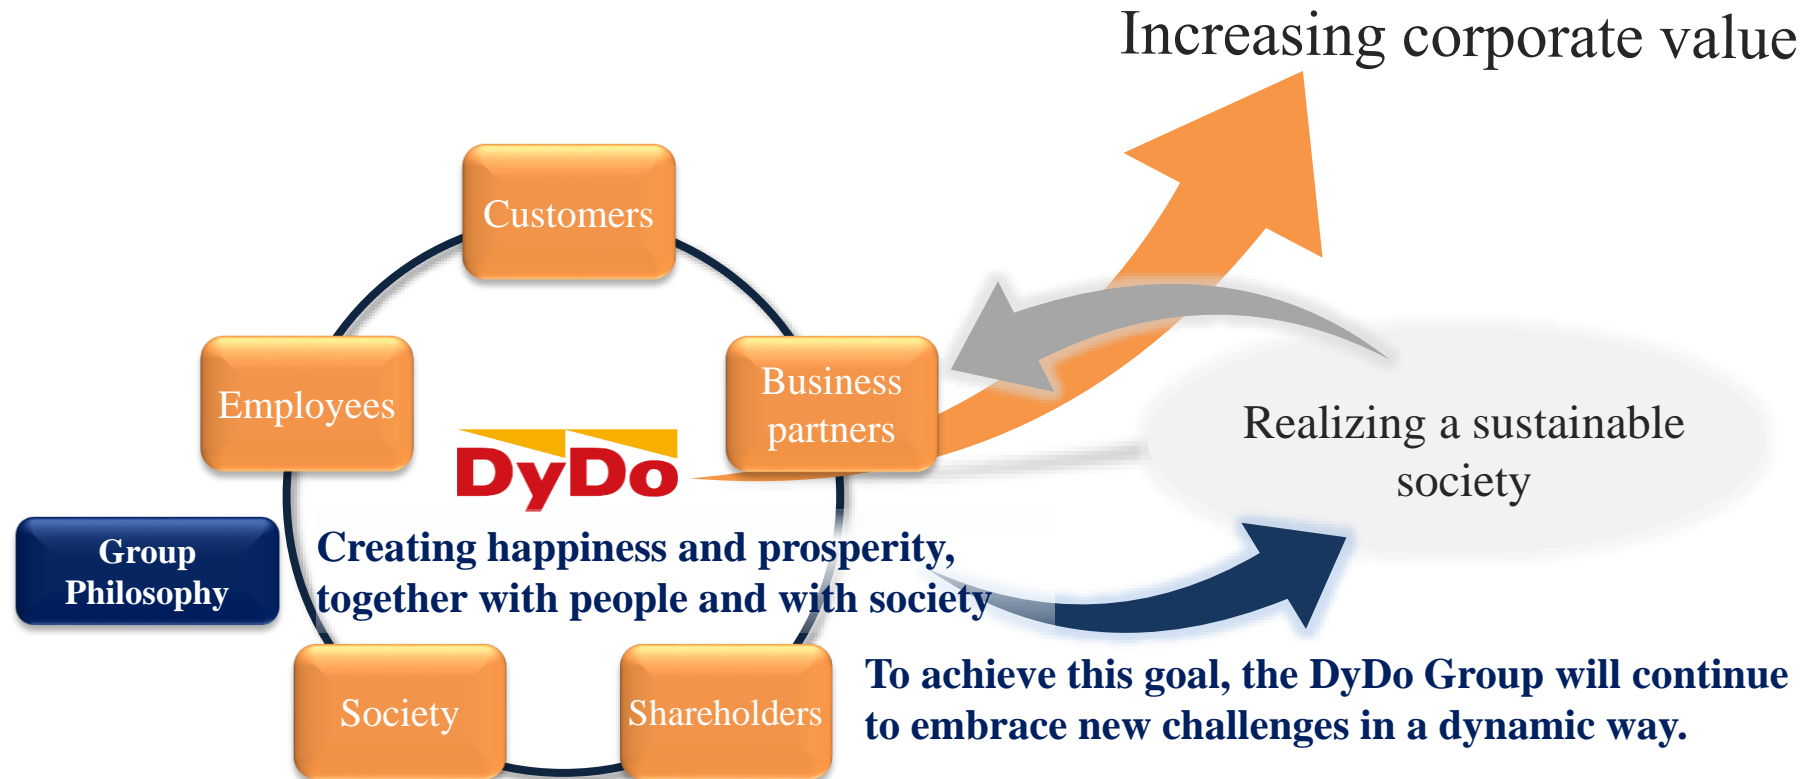 Increasing corporate value
Customers
Employees
Business
partners
DyDo
Realizing a sustainable
society
Group
Philosophy
Creating happiness and prosperity,
together with people and with society
Society
Shareholders
To achieve this goal, the DyDo Group will continue
to embrace new challenges in a dynamic way.